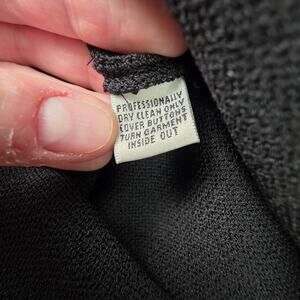 PROFESSIONALLY
DRY CLEAN ONLY
COVER BUTTONS
TURN GARMENT
INSIDE OUT